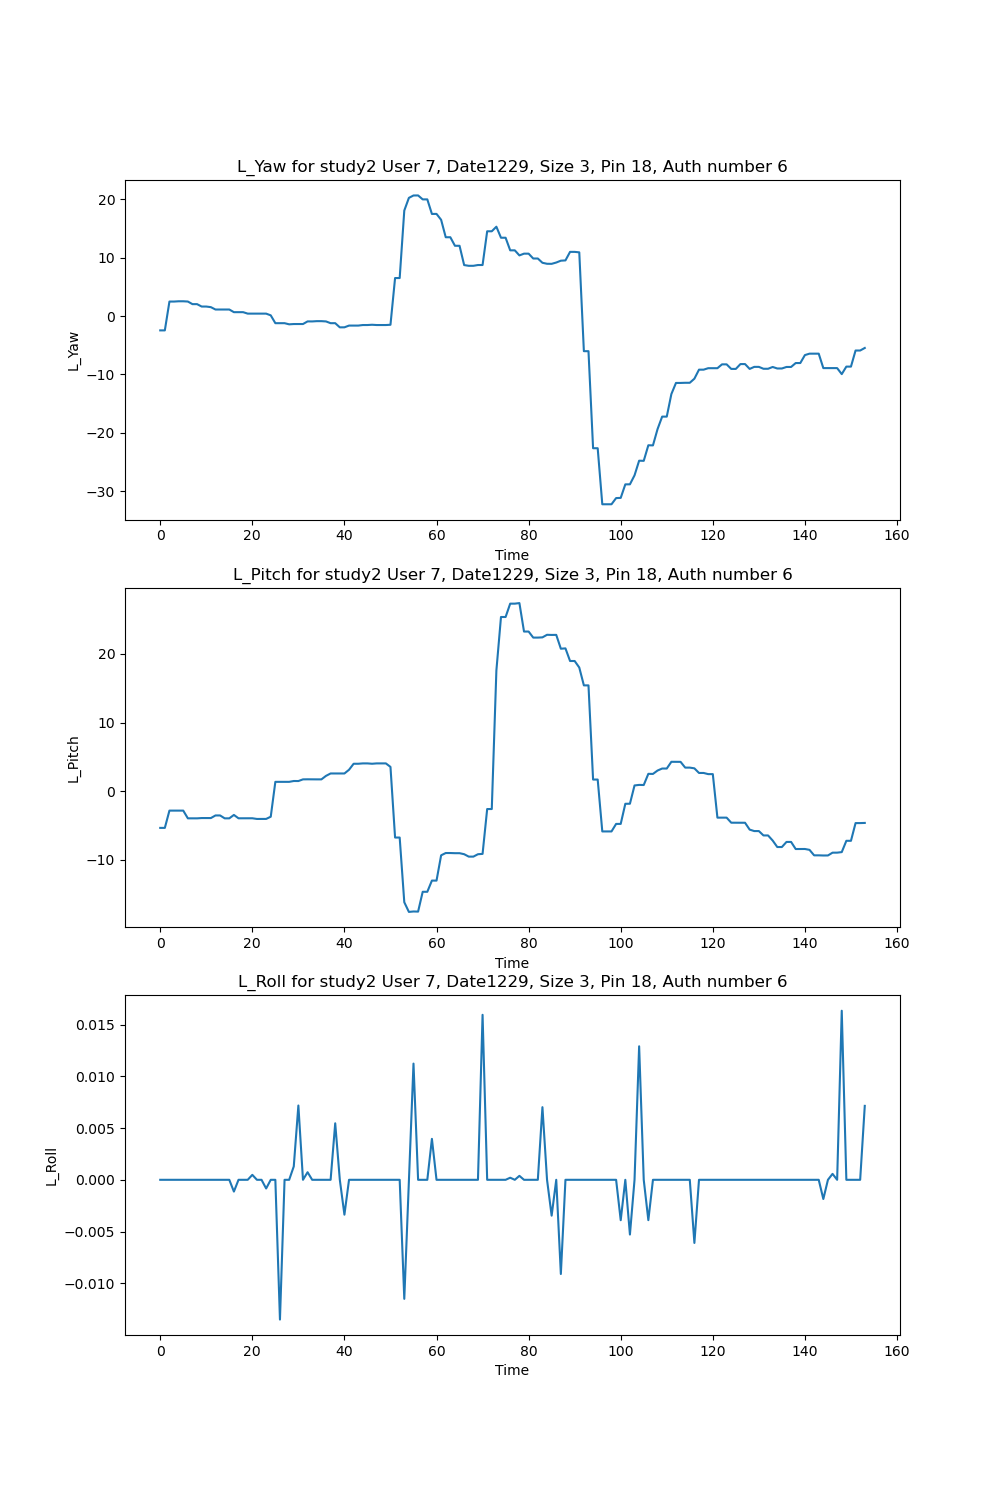 L_Yaw for study2 User 7, Date1229, Size 3, Pin 18, Auth number 6
20
10
0
−10
−20
−30
L_Yaw
0 20 40 60 80 100 120 140 160
Time
L_Pitch for study2 User 7, Date1229, Size 3, Pin 18, Auth number 6
20
10
0
−10
L_Pitch
0 20 40 60 80 100 120 140 160
Time
L_Roll for study2 User 7, Date1229, Size 3, Pin 18, Auth number 6
0.015
0.010
0.005
0.000
−0.005
−0.010
L_Roll
0 20 40 60 80 100 120 140 160
Time